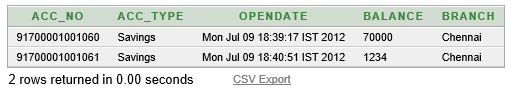 ACC_NO ACC_TYPE OPENDATE BALANCE BRANCH
91700001001060 Savings Mon Jul 09 18:39:17 IST 2012 70000 Chennai
91700001001061 Savings Mon Jul 09 18:40:51 IST 2012 1234 Chennai
2 rows returned in 0.00 seconds CSV Export